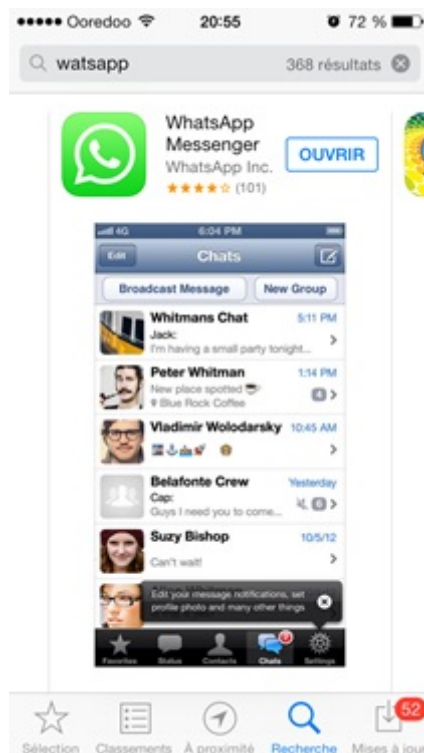 Ooredoo 20:55 72 %
watsapp 368 résultats
WhatsApp
Messenger
WhatsApp Inc.
OUVRIR
(101)
4G 6:04 PM
Edit Chats
Broadcast Message New Group
Whitmans Chat 5:11 PM
Jack:
I'm having a small party tonight...
Peter Whitman 1:14 PM
New place spotted
Blue Rock Coffee 4
Vladimir Wolodarsky 10:45 AM
Belafonte Crew Yesterday
Cap:
Guys I need you to come... 6
Suzy Bishop 10/5/12
Can't wait!
Edit your message notifications, set
profile photo and many other things
Favorites Status Contacts Chats Settings
52
Sélection Classements À proximité Recherche Mises à jour